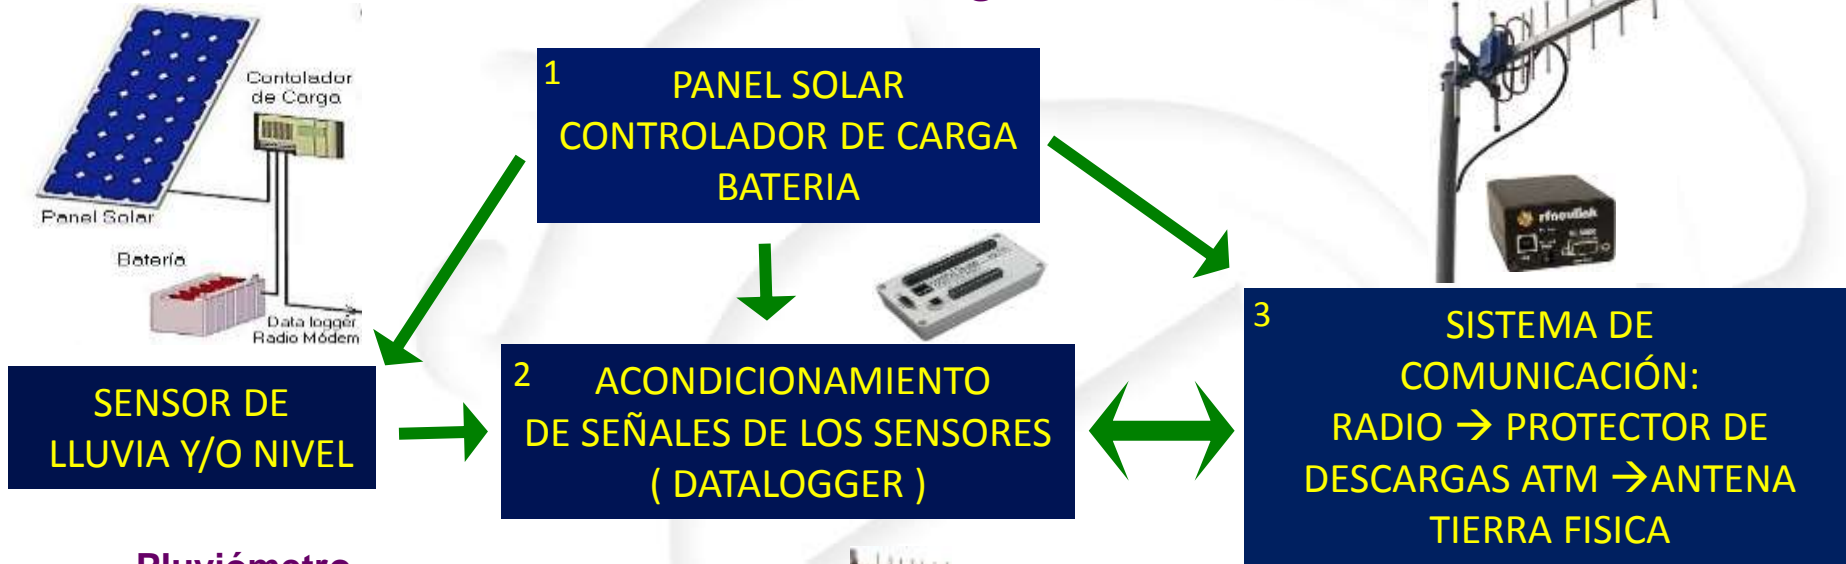 Contolador
de Carga
Panel Solar
Batería
Data logger
Radio Módem
1
PANEL SOLAR
CONTROLADOR DE CARGA
BATERIA
SENSOR DE
LLUVIA Y/O NIVEL
2
ACONDICIONAMIENTO
DE SEÑALES DE LOS SENSORES
( DATALOGGER )
3
SISTEMA DE
COMUNICACIÓN:
RADIO → PROTECTOR DE
DESCARGAS ATM →ANTENA
TIERRA FISICA
Pluviómetro